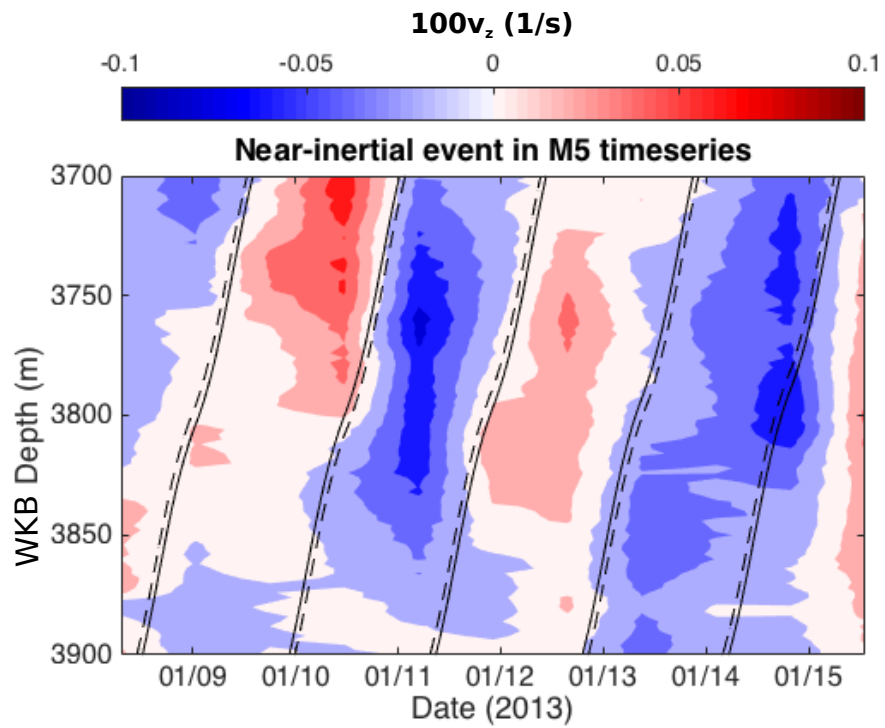 100v_z (1/s)
-0.1 -0.05 0 0.05 0.1
Near-inertial event in M5 timeseries
3700
3750
3800
3850
3900
WKB Depth (m)
01/09 01/10 01/11 01/12 01/13 01/14 01/15
Date (2013)